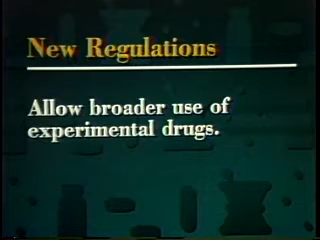 New Regulations
Allow broader use of
experimental drugs.